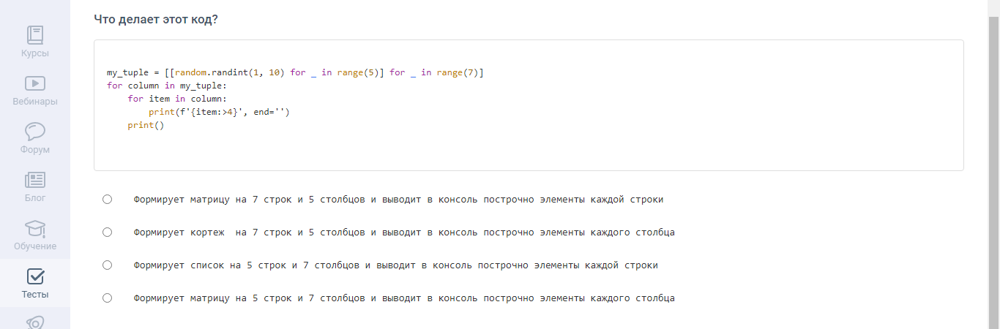 Что делает этот код?
Курсы
Вебинары
Форум
Блог
Обучение
Тесты
my_tuple = [[random.randint(1, 10) for _ in range(5)] for _ in range(7)]
for column in my_tuple:
    for item in column:
        print(f'{item:>4}', end='')
    print()
Формирует матрицу на 7 строк и 5 столбцов и выводит в консоль построчно элементы каждой строки
Формирует кортеж  на 7 строк и 5 столбцов и выводит в консоль построчно элементы каждого столбца
Формирует список на 5 строк и 7 столбцов и выводит в консоль построчно элементы каждой строки
Формирует матрицу на 5 строк и 7 столбцов и выводит в консоль построчно элементы каждого столбца